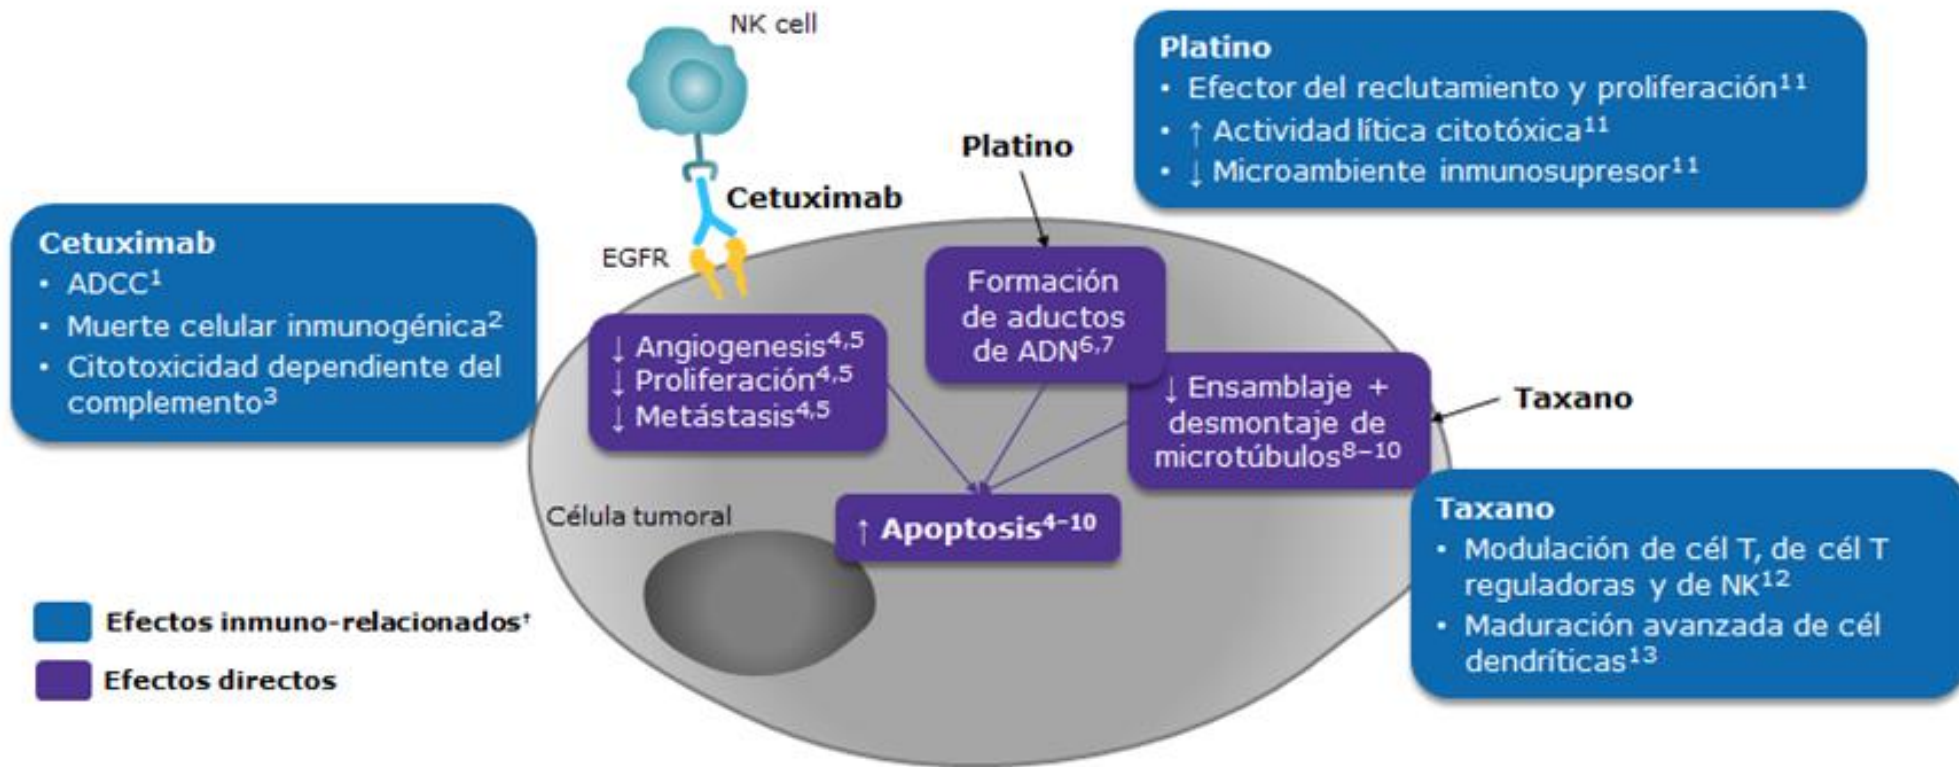 NK cell
Platino
• Efector del reclutamiento y proliferación¹¹
• ↑ Actividad lítica citotóxica¹¹
• ↓ Microambiente inmunosupresor¹¹
Platino
Cetuximab
EGFR
Cetuximab
• ADCC¹
• Muerte celular inmunogénica²
• Citotoxicidad dependiente del
complemento³
Formación
de aductos
de ADN⁶,⁷
↓ Angiogenesis⁴,⁵
↓ Proliferación⁴,⁵
↓ Metástasis⁴,⁵
↓ Ensamblaje +
desmontaje de
microtúbulos⁸⁻¹⁰
Taxano
Célula tumoral
↑ Apoptosis⁴⁻¹⁰
Taxano
• Modulación de cél T, de cél T
reguladoras y de NK¹²
• Maduración avanzada de cél
dendríticas¹³
Efectos inmuno-relacionados†
Efectos directos